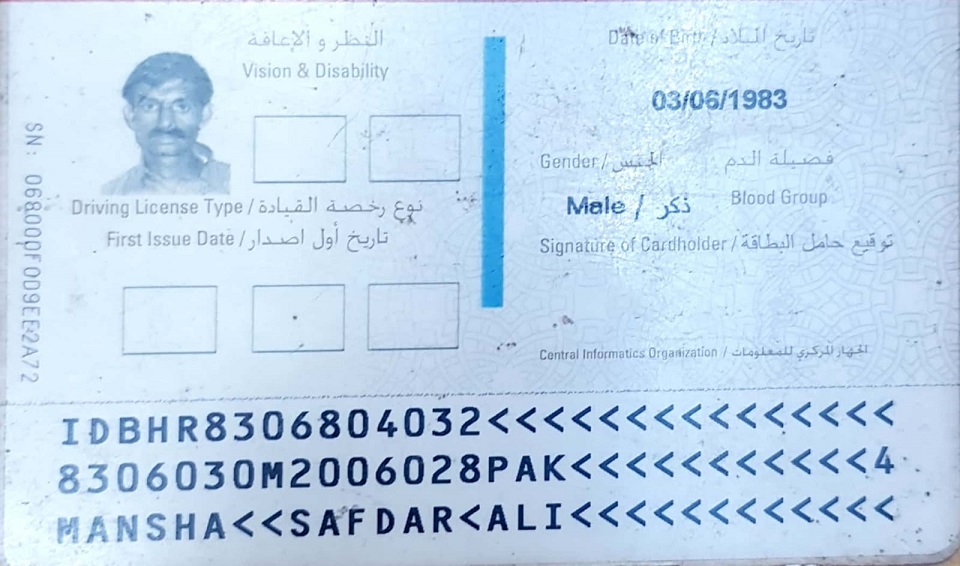 النظر و الإعاقة
Vision & Disability
SN: 068000F009EE2A72
Driving License Type / نوع رخصة القيادة
First Issue Date / تاريخ أول اصدار
Date of Birth / تاريخ الميلاد
03/06/1983
Gender / الجنس
فصيلة الدم
Blood Group
Male / ذكر
Signature of Cardholder / توقيع حامل البطاقة
Central Informatics Organization / الجهاز المركزي للمعلومات
IDBHR8306804032<<<<<<<<<<<<<<<
8306030M2006028PAK<<<<<<<<<<<4
MANSHA<<SAFDAR<ALI<<<<<<<<<<<<